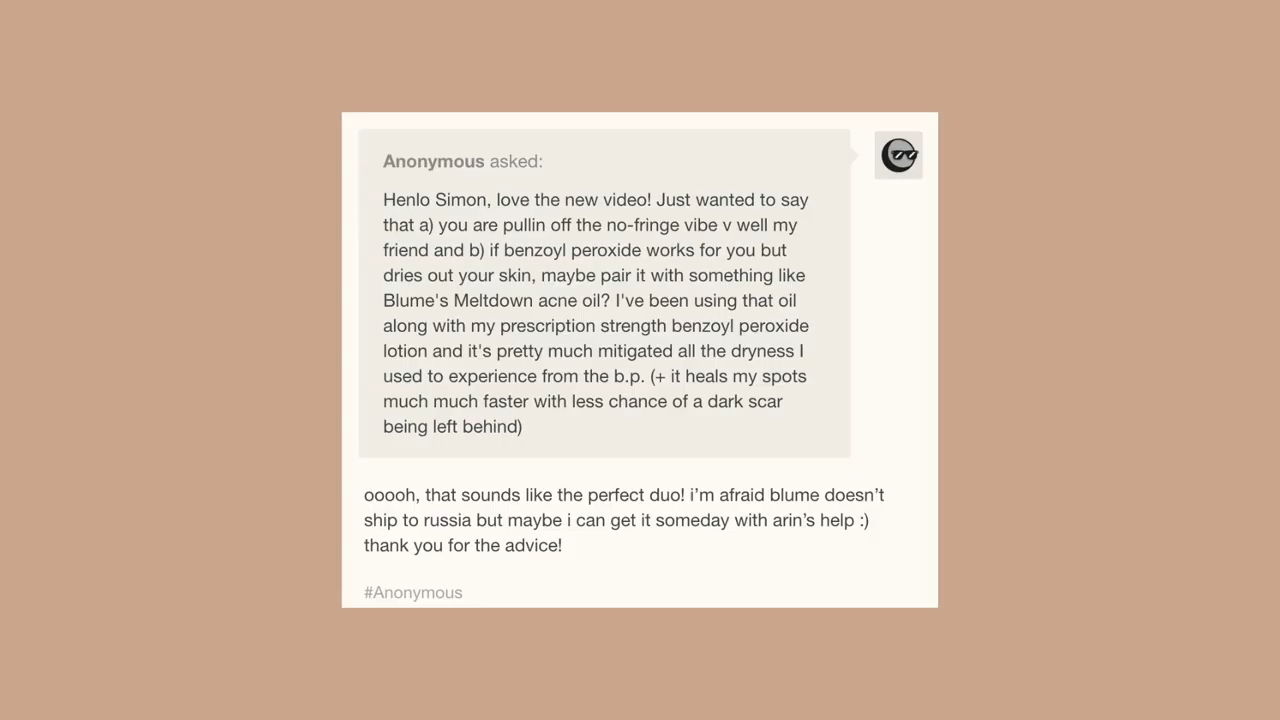 Anonymous asked:
Henlo Simon, love the new video! Just wanted to say
that a) you are pullin off the no-fringe vibe v well my
friend and b) if benzoyl peroxide works for you but
dries out your skin, maybe pair it with something like
Blume's Meltdown acne oil? I've been using that oil
along with my prescription strength benzoyl peroxide
lotion and it's pretty much mitigated all the dryness I
used to experience from the b.p. (+ it heals my spots
much much faster with less chance of a dark scar
being left behind)
ooooh, that sounds like the perfect duo! i’m afraid blume doesn’t
ship to russia but maybe i can get it someday with arin’s help :)
thank you for the advice!
#Anonymous